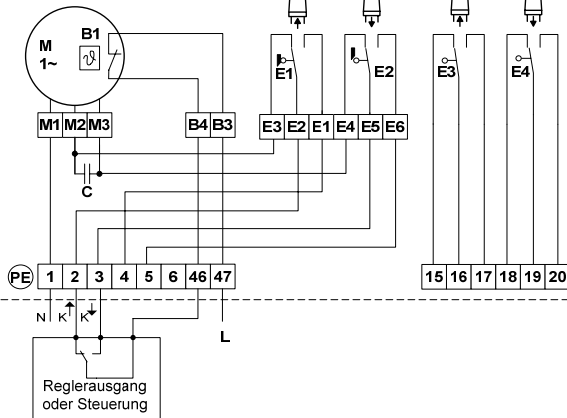 M B1
1~ ϑ
E1 E2 E3 E4
M1 M2 M3 B4 B3 E3 E2 E1 E4 E5 E6
C
PE 1 2 3 4 5 6 46 47 15 16 17 18 19 20
N K K L
Reglerausgang
oder Steuerung